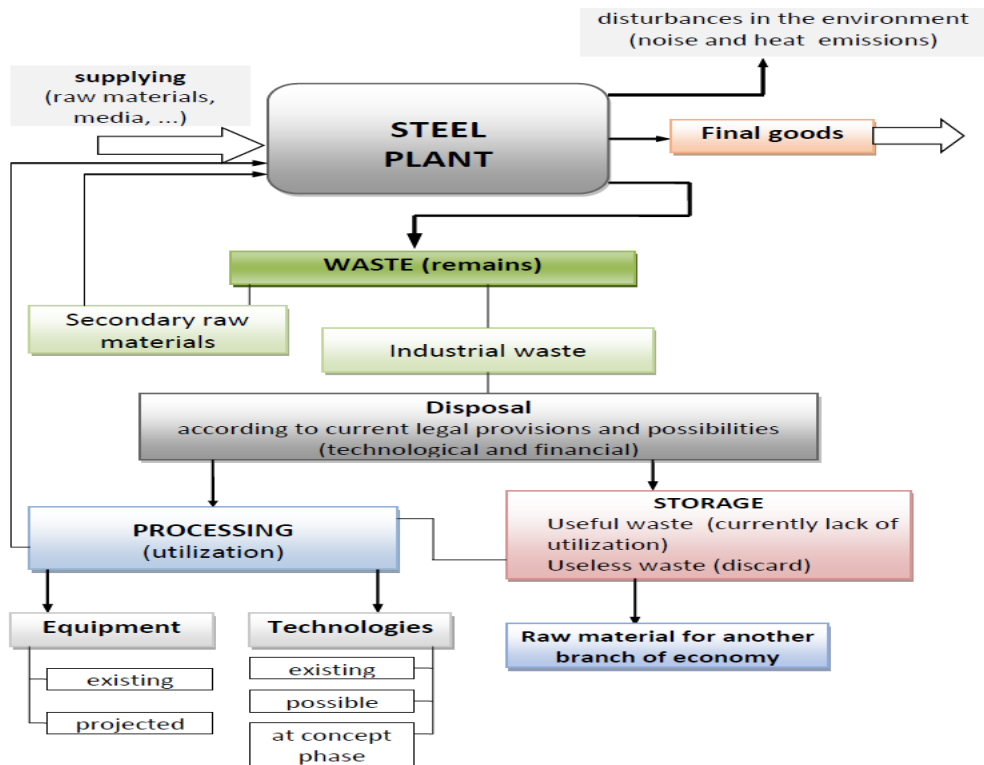 disturbances in the environment
(noise and heat emissions)
supplying
(raw materials,
media, ...)
STEEL
PLANT
Final goods
WASTE (remains)
Secondary raw
materials
Industrial waste
Disposal
according to current legal provisions and possibilities
(technological and financial)
PROCESSING
(utilization)
STORAGE
Useful waste (currently lack of
utilization)
Useless waste (discard)
Equipment
existing
projected
Technologies
existing
possible
at concept
phase
Raw material for another
branch of economy